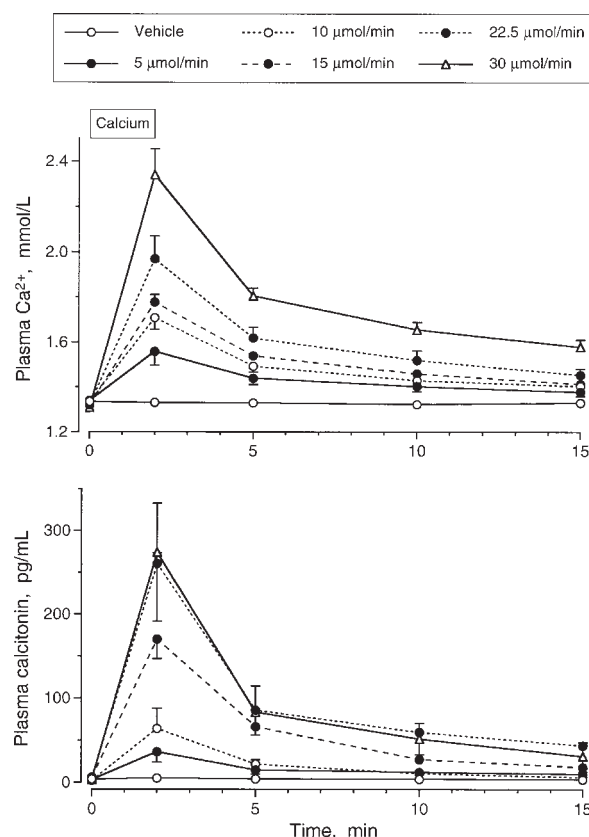 Vehicle
10 μmol/min
22.5 μmol/min
5 μmol/min
15 μmol/min
30 μmol/min
Calcium
Plasma Ca²⁺, mmol/L
2.4
2.0
1.6
1.2
0
5
10
15
Plasma calcitonin, pg/mL
300
200
100
0
0
5
10
15
Time, min